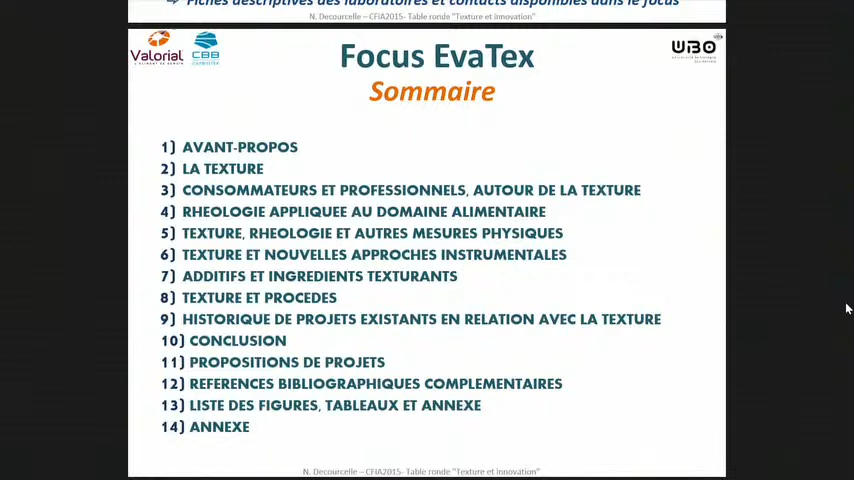 Fiches descriptives des laboratoires et contacts disponibles dans le focus
N. Decourcelle – CFIA2015- Table ronde "Texture et innovation"
Valorial
CBB
UBO
Focus EvaTex
Sommaire
1) AVANT-PROPOS
2) LA TEXTURE
3) CONSOMMATEURS ET PROFESSIONNELS, AUTOUR DE LA TEXTURE
4) RHEOLOGIE APPLIQUEE AU DOMAINE ALIMENTAIRE
5) TEXTURE, RHEOLOGIE ET AUTRES MESURES PHYSIQUES
6) TEXTURE ET NOUVELLES APPROCHES INSTRUMENTALES
7) ADDITIFS ET INGREDIENTS TEXTURANTS
8) TEXTURE ET PROCEDES
9) HISTORIQUE DE PROJETS EXISTANTS EN RELATION AVEC LA TEXTURE
10) CONCLUSION
11) PROPOSITIONS DE PROJETS
12) REFERENCES BIBLIOGRAPHIQUES COMPLEMENTAIRES
13) LISTE DES FIGURES, TABLEAUX ET ANNEXE
14) ANNEXE
N. Decourcelle – CFIA2015- Table ronde "Texture et innovation"